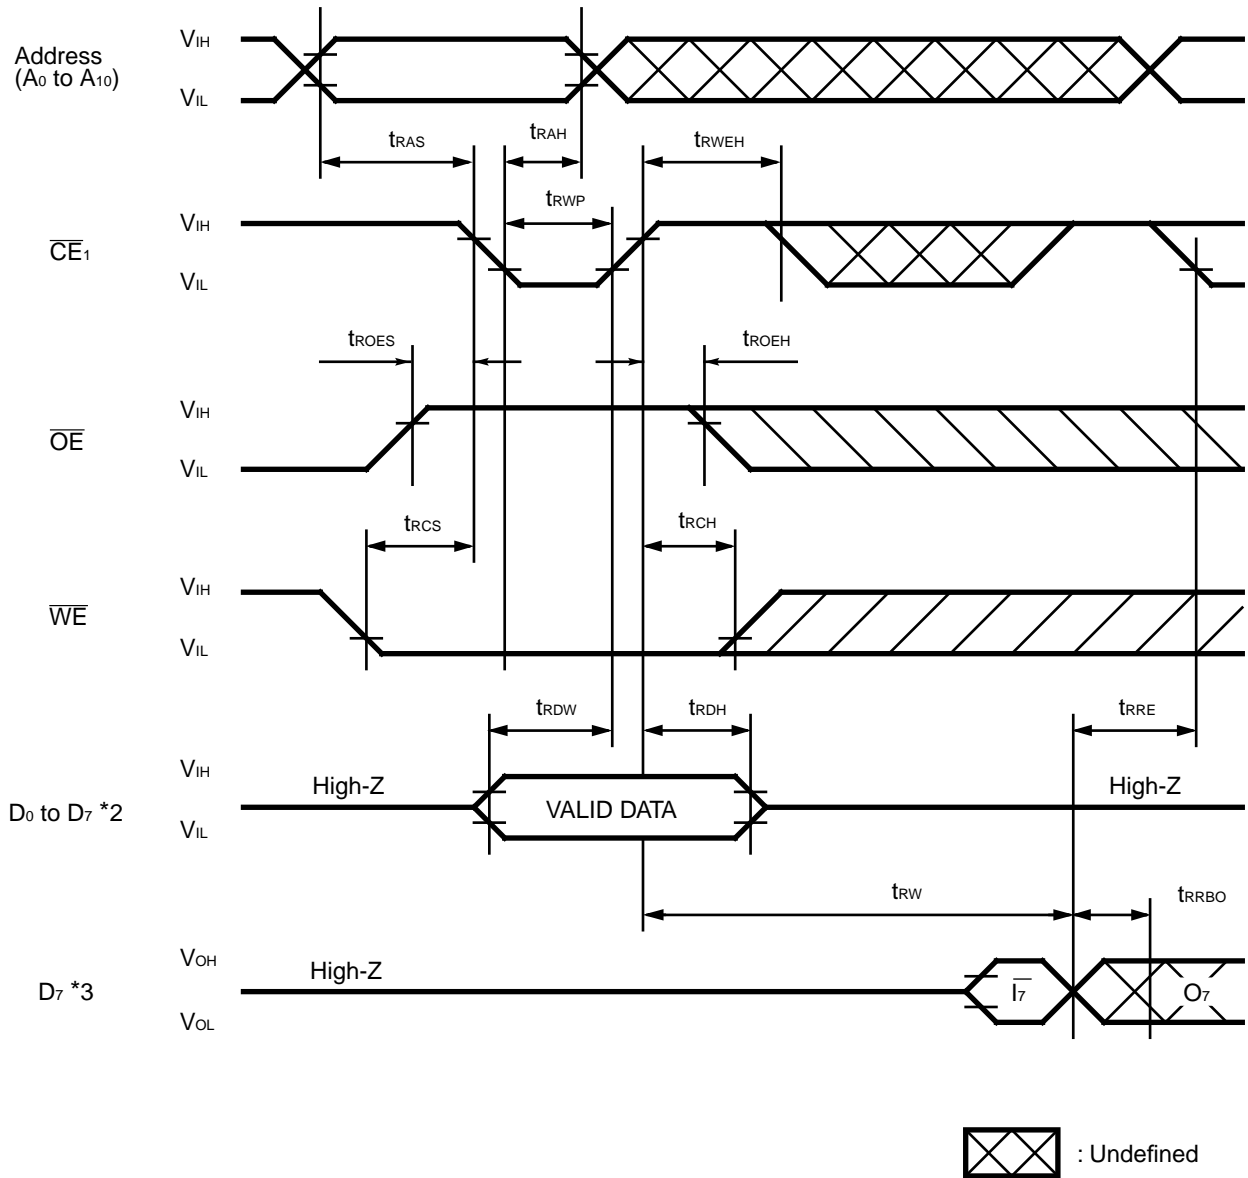 Address
(A0 to A10)
VIH
VIL
tRAS
tRAH
tRWEH
CE1
VIH
VIL
tRWP
tROES
tROEH
OE
VIH
VIL
tRCS
tRCH
WE
VIH
VIL
tRDW
tRDH
tRRE
D0 to D7 *2
VIH
VIL
High-Z
VALID DATA
High-Z
tRW
tRRBO
D7 *3
VOH
VOL
High-Z
I7
O7
: Undefined